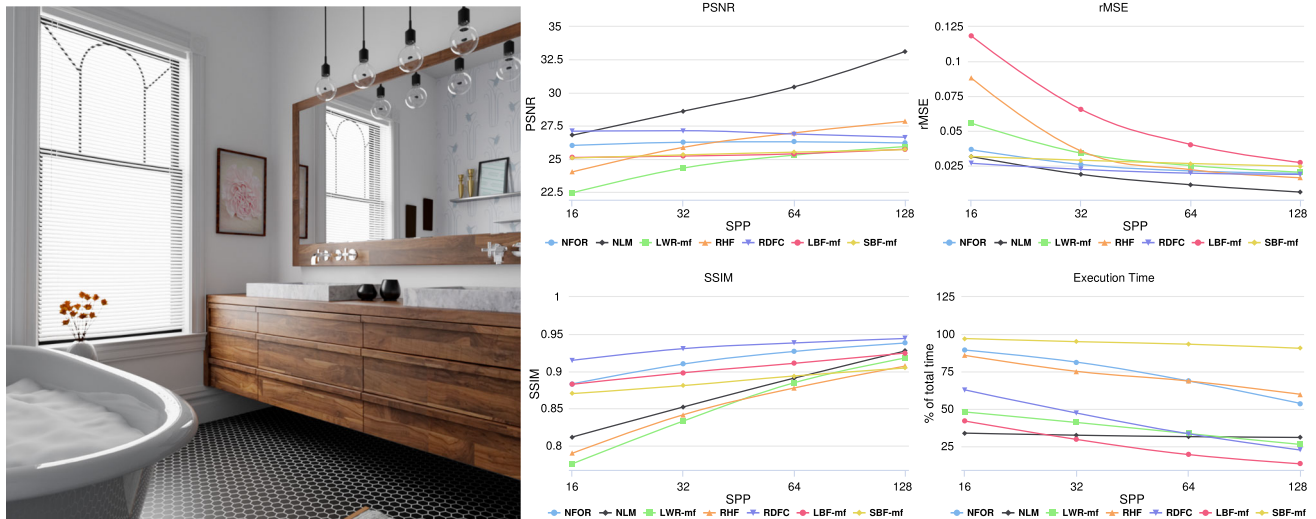 PSNR
35
32.5
30
27.5
25
22.5
PSNR
16
32
64
128
SPP
NFOR NLM LWR-mf RHF RDFC LBF-mf SBF-mf
rMSE
0.125
0.1
0.075
0.05
0.025
rMSE
16
32
64
128
SPP
NFOR NLM LWR-mf RHF RDFC LBF-mf SBF-mf
SSIM
1
0.95
0.9
0.85
0.8
SSIM
16
32
64
128
SPP
NFOR NLM LWR-mf RHF RDFC LBF-mf SBF-mf
Execution Time
125
100
75
50
25
% of total time
16
32
64
128
SPP
NFOR NLM LWR-mf RHF RDFC LBF-mf SBF-mf